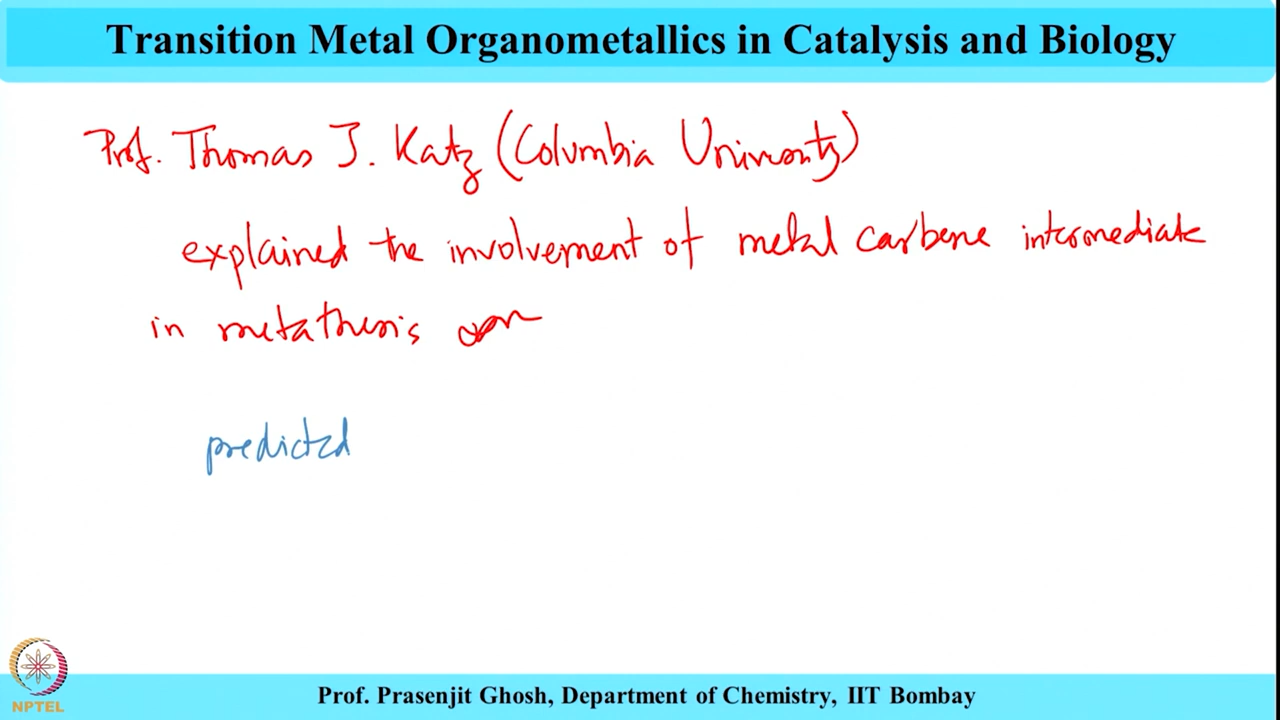 Transition Metal Organometallics in Catalysis and Biology
Prof. Thomas J. Katz (Columbia University)
explained the involvement of metal carbene intermediate
in metathesis
predicted
NPTEL
Prof. Prasenjit Ghosh, Department of Chemistry, IIT Bombay